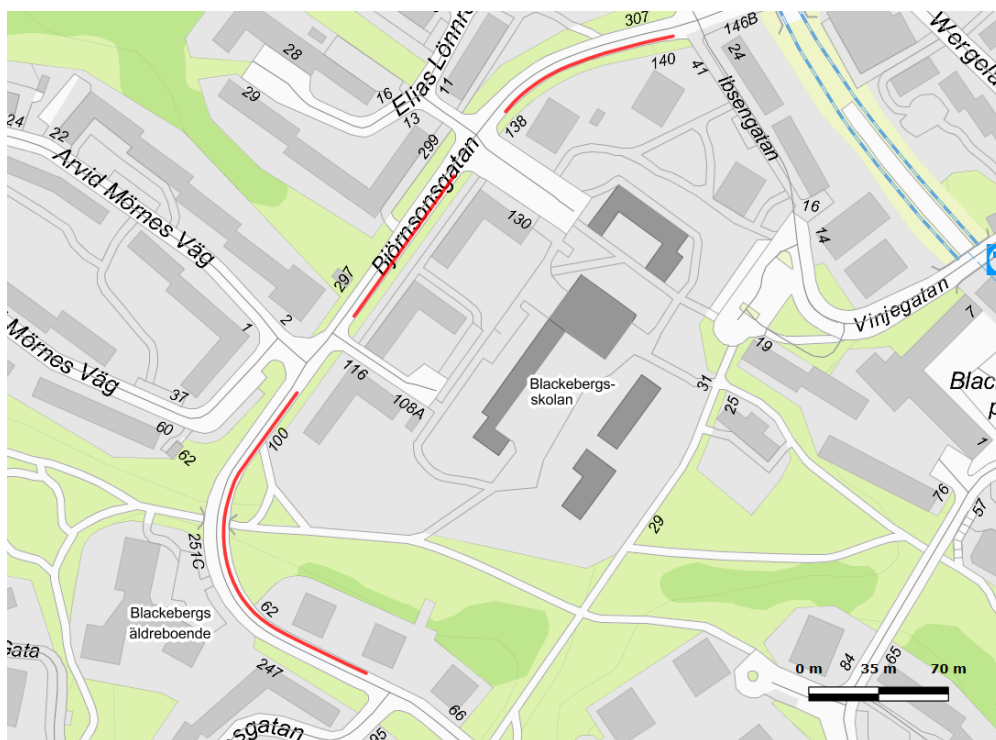 307
146B
Wergela
28
Elias Lönnro
24
29
16
11
140
41
13
138
299
Ibsengatan
24
22
Arvid Mörnes Väg
Björnsonsgatan
130
16
14
297
Vinjegatan
1
2
7
19
Mörnes Väg
116
31
Blackebergs-
skolan
Blac
p
37
108A
25
60
100
1
62
76
57
29
251C
Blackebergs
äldreboende
62
Gata
247
84
65
0 m 35 m 70 m
66
sgatan
95